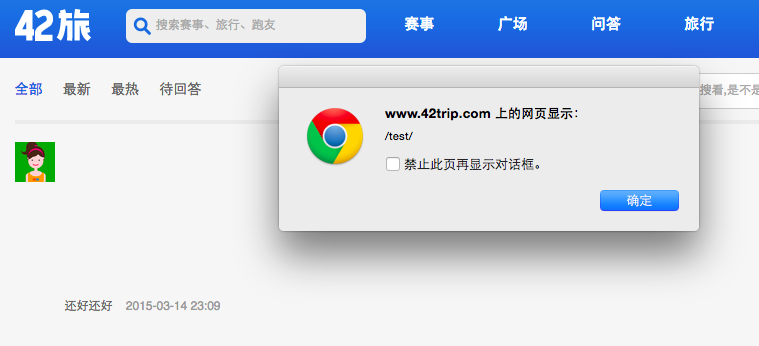 42旅
搜索赛事、旅行、跑友
赛事
广场
问答
旅行
全部
最新
最热
待回答
搜看,是不是
www.42trip.com 上的网页显示：
/test/
禁止此页再显示对话框。
确定
还好还好
2015-03-14 23:09